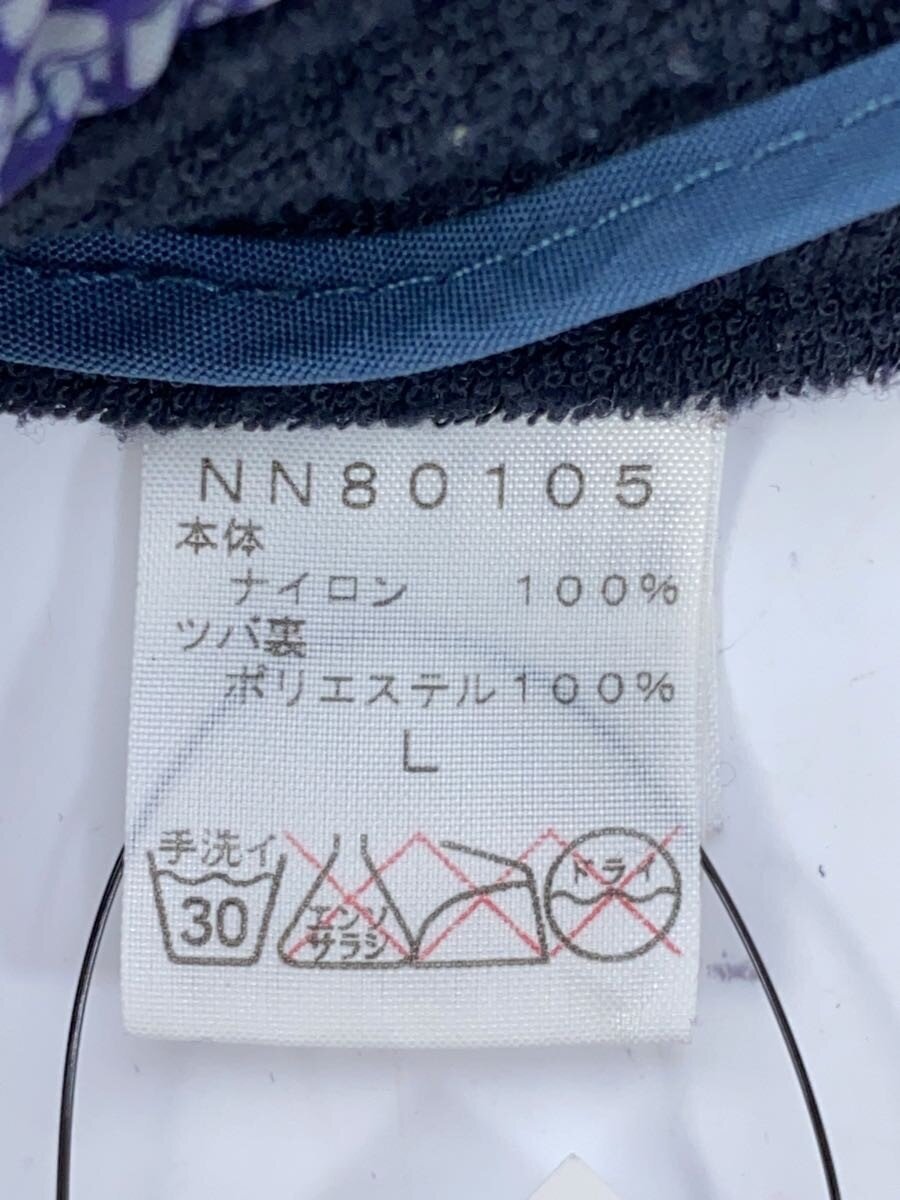 NN80105
本体
ナイロン 100%
ツバ裏
ポリエステル100%
L
手洗イ
30
エンソ
サラシ
ドライ